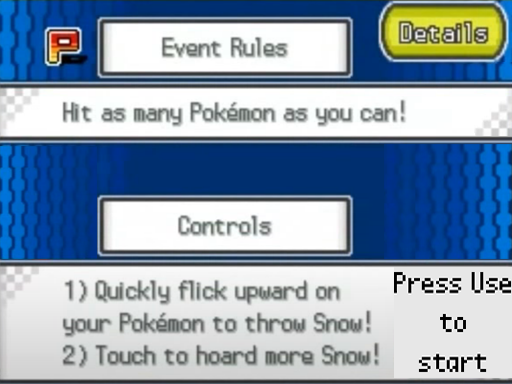 P
Event Rules
Details
Hit as many Pokémon as you can!
Controls
1) Quickly flick upward on
your Pokémon to throw Snow!
2) Touch to hoard more Snow!
Press Use
to
start